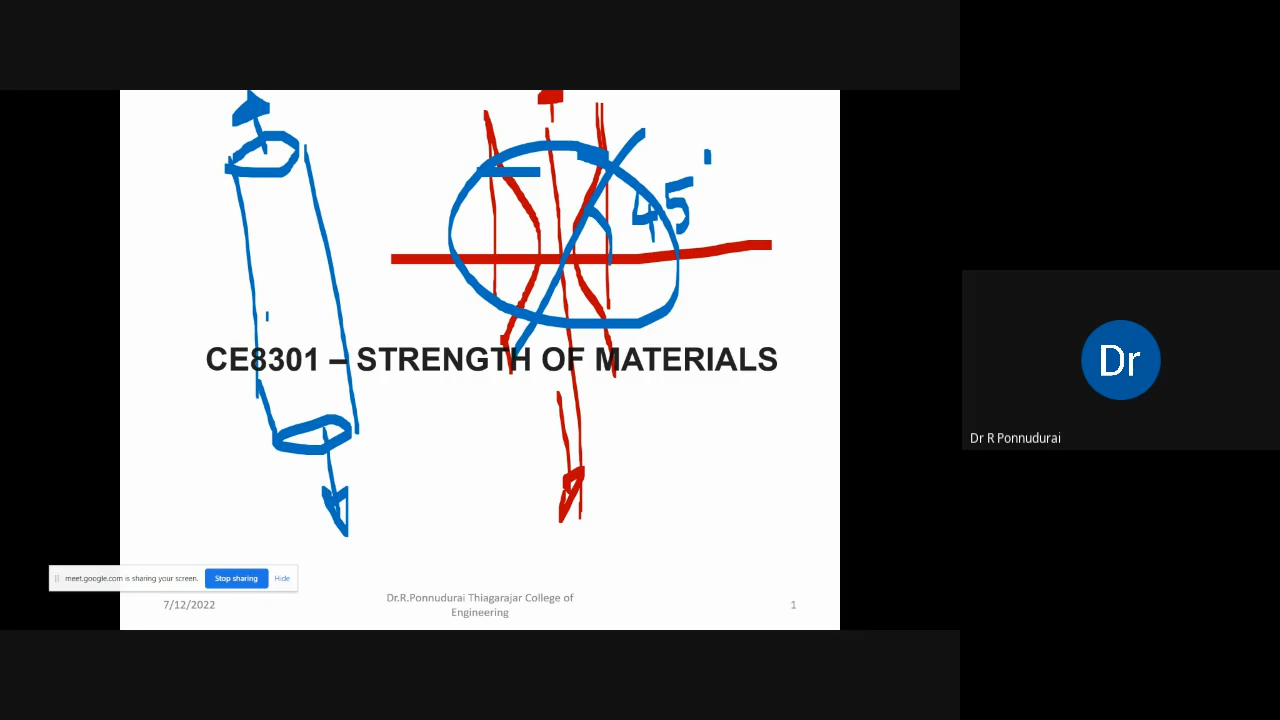 45
CE8301 – STRENGTH OF MATERIALS
Dr
Dr R Ponnudurai
meet.google.com is sharing your screen.
Stop sharing
Hide
7/12/2022
Dr.R.Ponnudurai Thiagarajar College of
Engineering
1